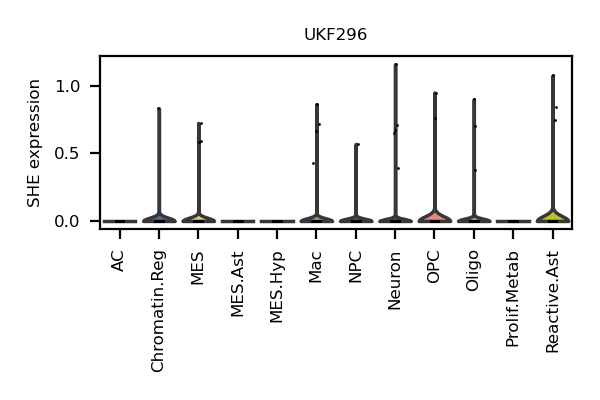 UKF296
SHE expression
1.0
0.5
0.0
AC
Chromatin.Reg
MES
MES.Ast
MES.Hyp
Mac
NPC
Neuron
OPC
Oligo
Prolif.Metab
Reactive.Ast